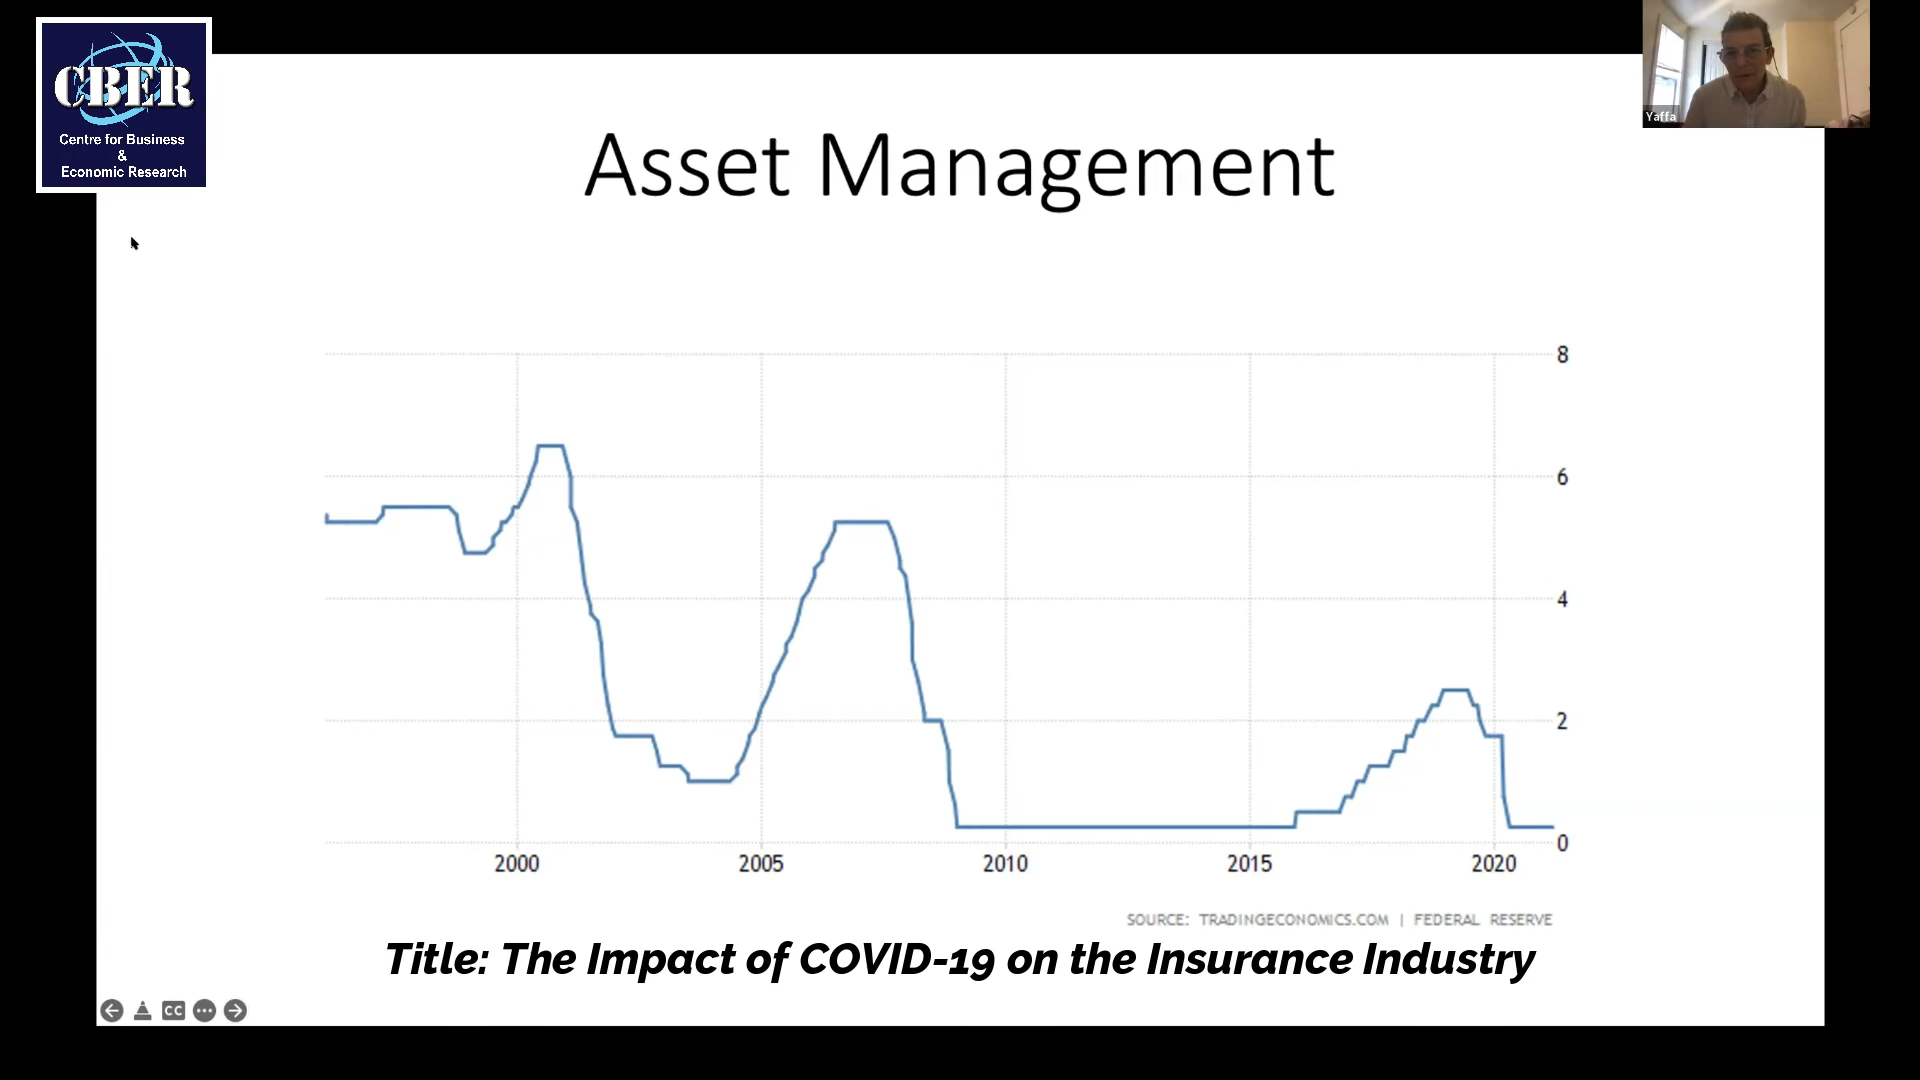 CBER
Centre for Business
&
Economic Research
Yaffa
Asset Management
8
6
4
2
0
2000 2005 2010 2015 2020
SOURCE: TRADINGECONOMICS.COM | FEDERAL RESERVE
Title: The Impact of COVID-19 on the Insurance Industry
CC